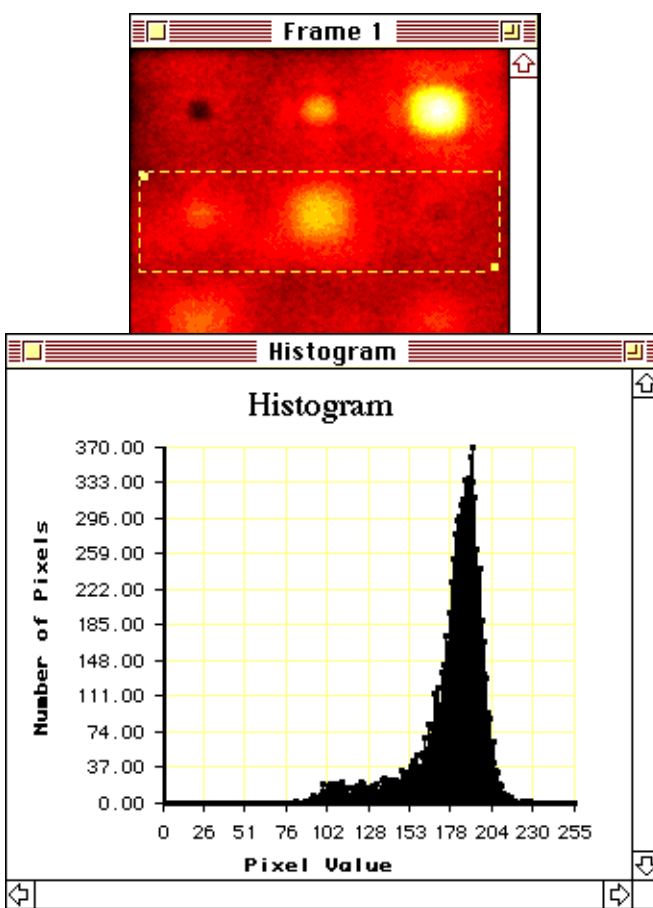 Frame 1
Histogram
Histogram
370.00
333.00
296.00
259.00
222.00
185.00
148.00
111.00
74.00
37.00
0.00
Number of Pixels
0 26 51 76 102 128 153 178 204 230 255
Pixel Value